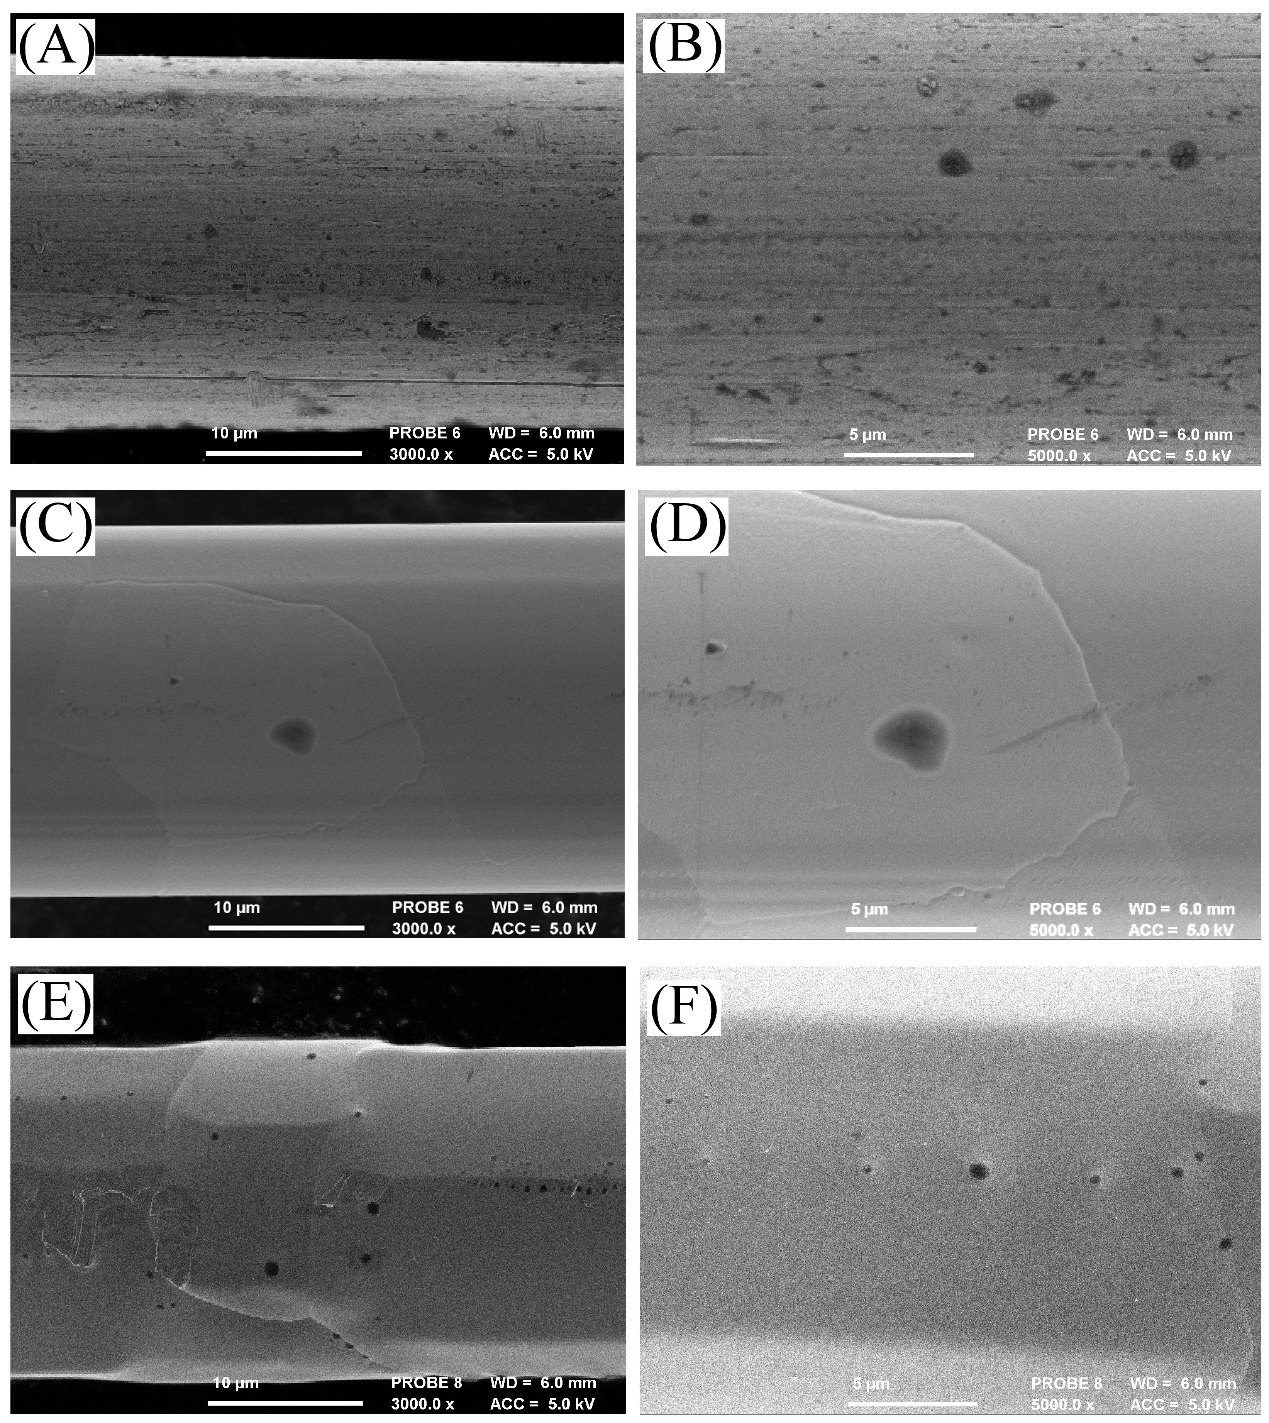 (A)
10 µm PROBE 6 WD = 6.0 mm
3000.0 x ACC = 5.0 kV
(B)
5 µm PROBE 6 WD = 6.0 mm
5000.0 x ACC = 5.0 kV
(C)
10 µm PROBE 6 WD = 6.0 mm
3000.0 x ACC = 5.0 kV
(D)
5 µm PROBE 6 WD = 6.0 mm
5000.0 x ACC = 5.0 kV
(E)
10 µm PROBE 8 WD = 6.0 mm
3000.0 x ACC = 5.0 kV
(F)
5 µm PROBE 8 WD = 6.0 mm
5000.0 x ACC = 5.0 kV